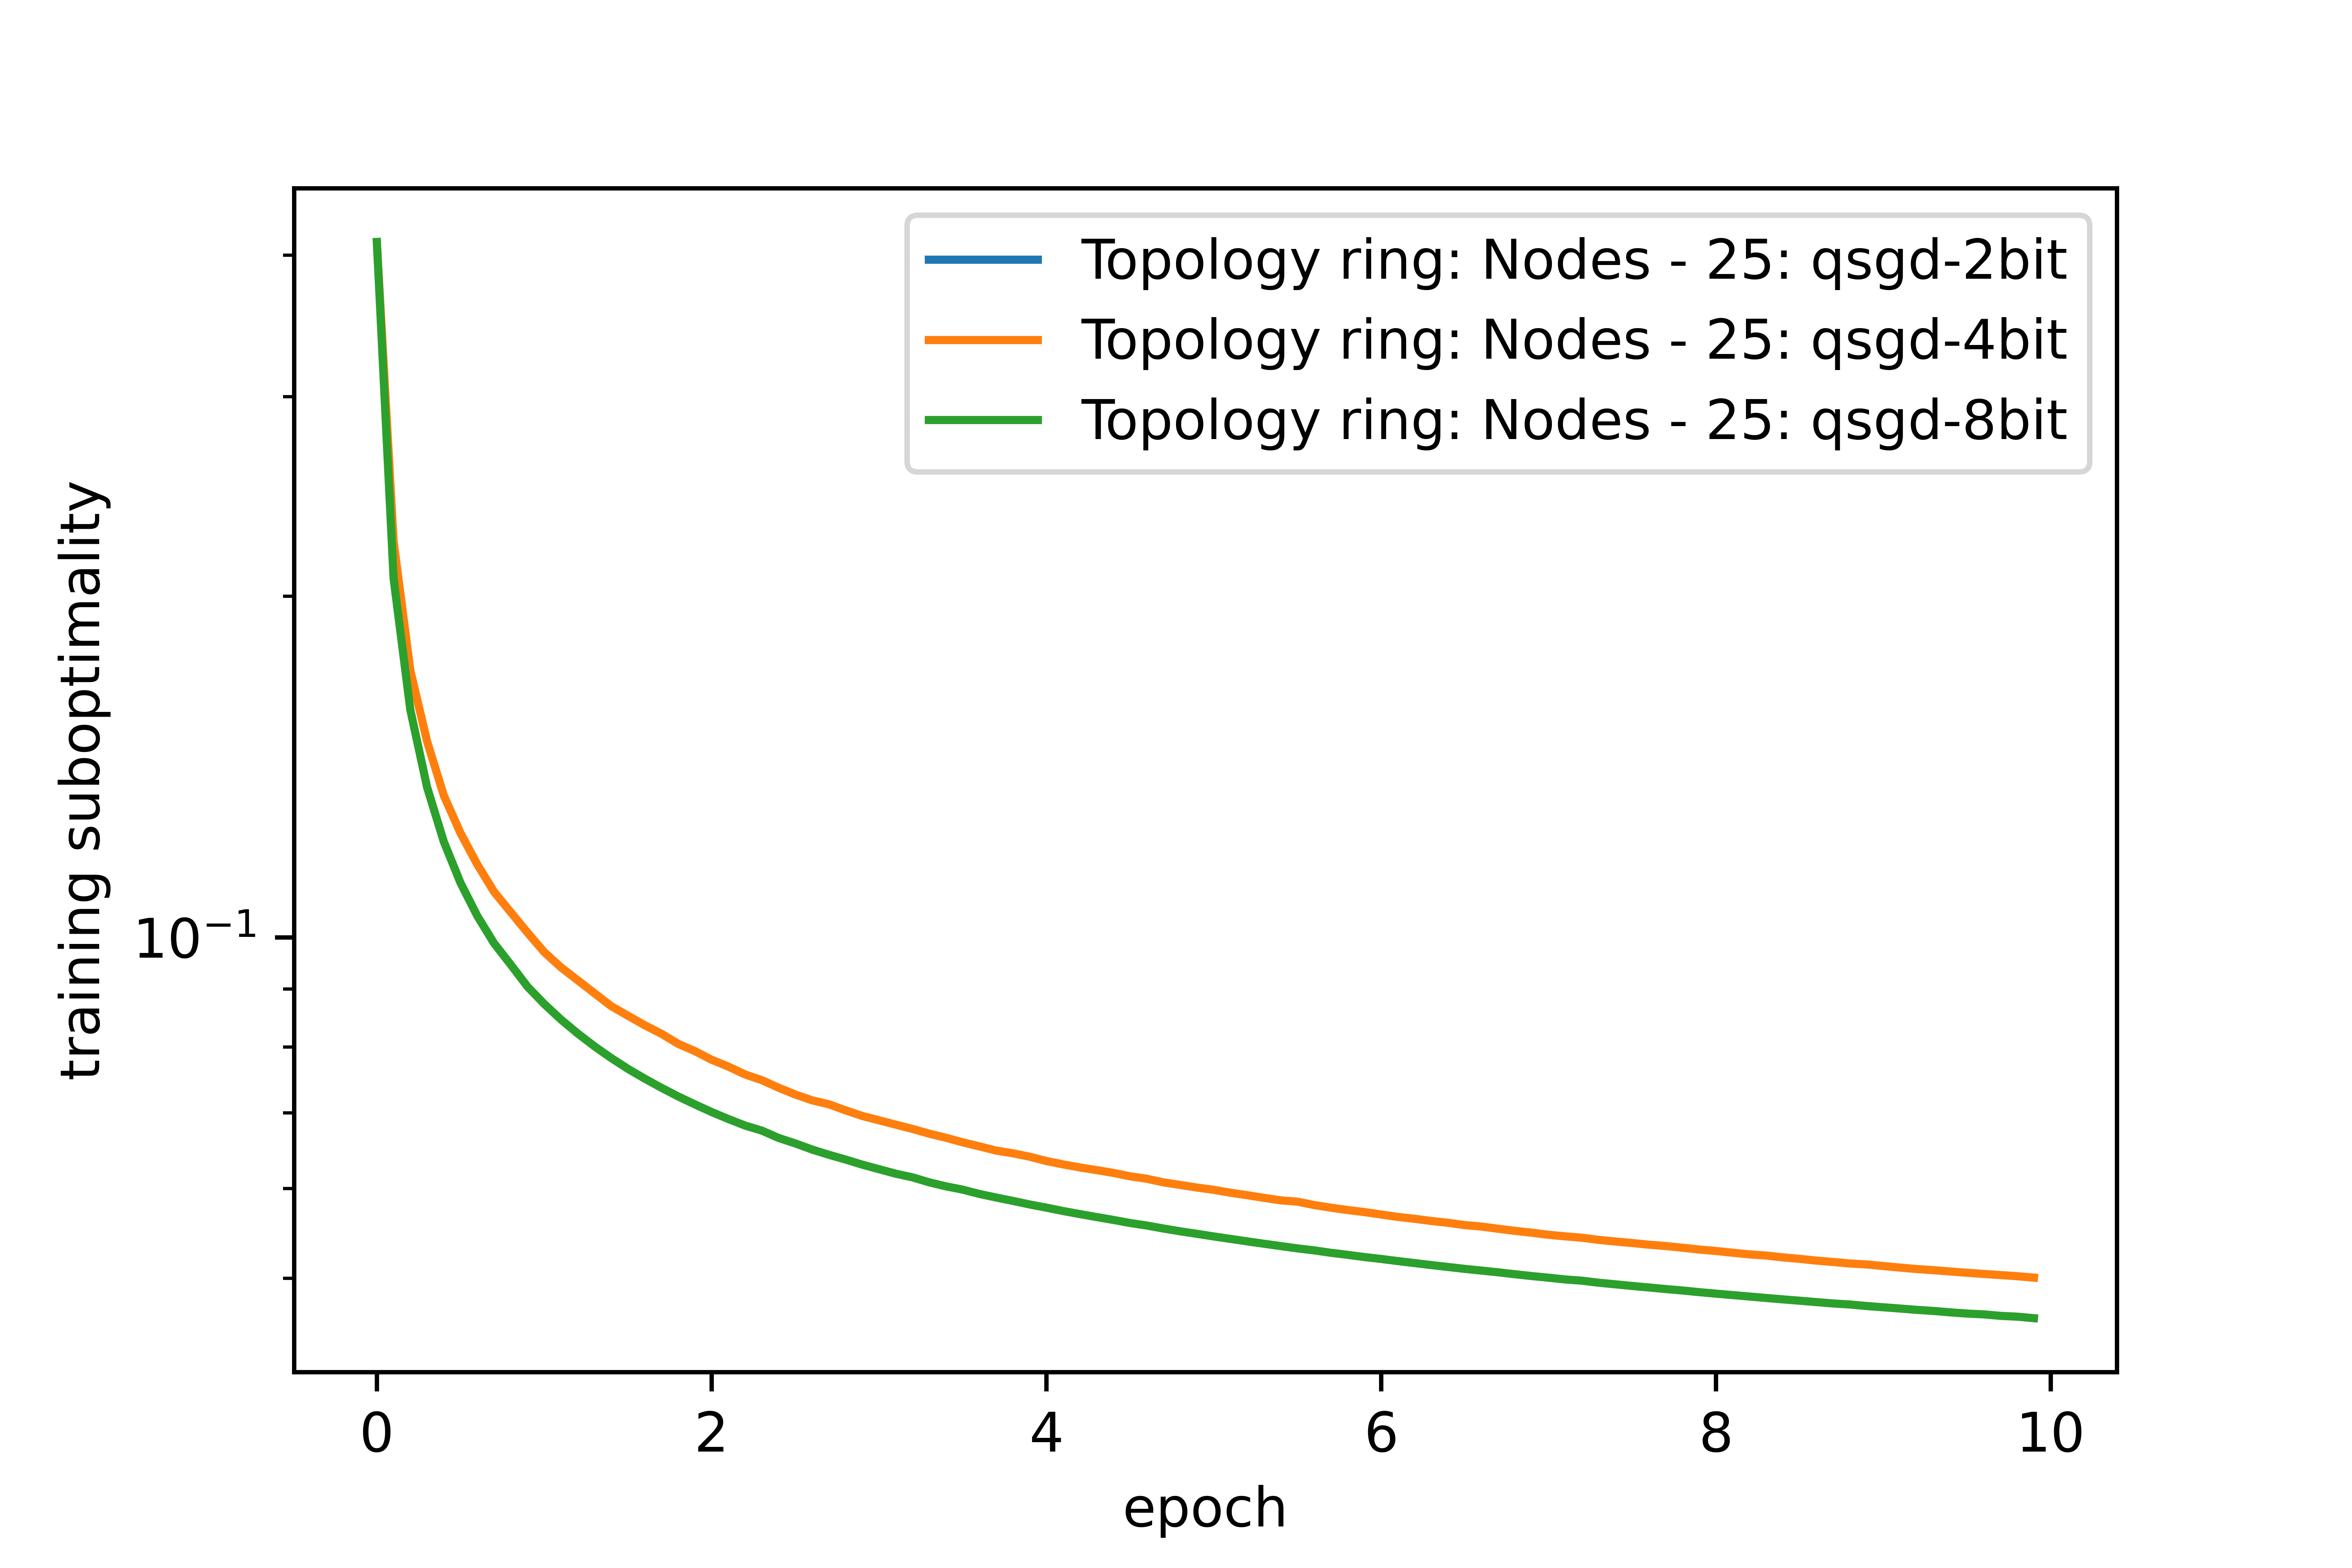 Topology ring: Nodes - 25: qsgd-2bit
Topology ring: Nodes - 25: qsgd-4bit
Topology ring: Nodes - 25: qsgd-8bit
training suboptimality
10⁻¹
0 2 4 6 8 10
epoch